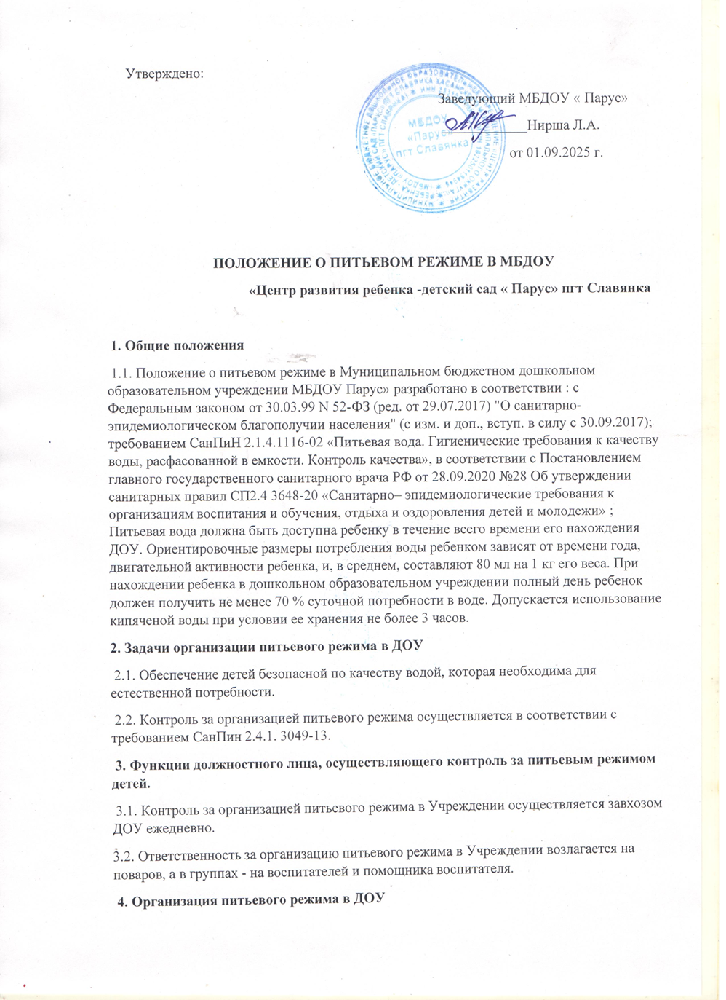 Утверждено:
Заведующий МБДОУ « Парус»
Нирша Л.А.
от 01.09.2025 г.
МБДОУ
«Парус»
пгт Славянка
ПОЛОЖЕНИЕ О ПИТЬЕВОМ РЕЖИМЕ В МБДОУ
«Центр развития ребенка -детский сад « Парус» пгт Славянка
1. Общие положения
1.1. Положение о питьевом режиме в Муниципальном бюджетном дошкольном
образовательном учреждении МБДОУ Парус» разработано в соответствии : с
Федеральным законом от 30.03.99 N 52-ФЗ (ред. от 29.07.2017) "О санитарно-
эпидемиологическом благополучии населения" (с изм. и доп., вступ. в силу с 30.09.2017);
требованием СанПиН 2.1.4.1116-02 «Питьевая вода. Гигиенические требования к качеству
воды, расфасованной в емкости. Контроль качества», в соответствии с Постановлением
главного государственного санитарного врача РФ от 28.09.2020 №28 Об утверждении
санитарных правил СП2.4 3648-20 «Санитарно– эпидемиологические требования к
организациям воспитания и обучения, отдыха и оздоровления детей и молодежи» ;
Питьевая вода должна быть доступна ребенку в течение всего времени его нахождения
ДОУ. Ориентировочные размеры потребления воды ребенком зависят от времени года,
двигательной активности ребенка, и, в среднем, составляют 80 мл на 1 кг его веса. При
нахождении ребенка в дошкольном образовательном учреждении полный день ребенок
должен получить не менее 70 % суточной потребности в воде. Допускается использование
кипяченой воды при условии ее хранения не более 3 часов.
2. Задачи организации питьевого режима в ДОУ
2.1. Обеспечение детей безопасной по качеству водой, которая необходима для
естественной потребности.
2.2. Контроль за организацией питьевого режима осуществляется в соответствии с
требованием СанПин 2.4.1. 3049-13.
3. Функции должностного лица, осуществляющего контроль за питьевым режимом
детей.
3.1. Контроль за организацией питьевого режима в Учреждении осуществляется завхозом
ДОУ ежедневно.
3.2. Ответственность за организацию питьевого режима в Учреждении возлагается на
поваров, а в группах - на воспитателей и помощника воспитателя.
4. Организация питьевого режима в ДОУ